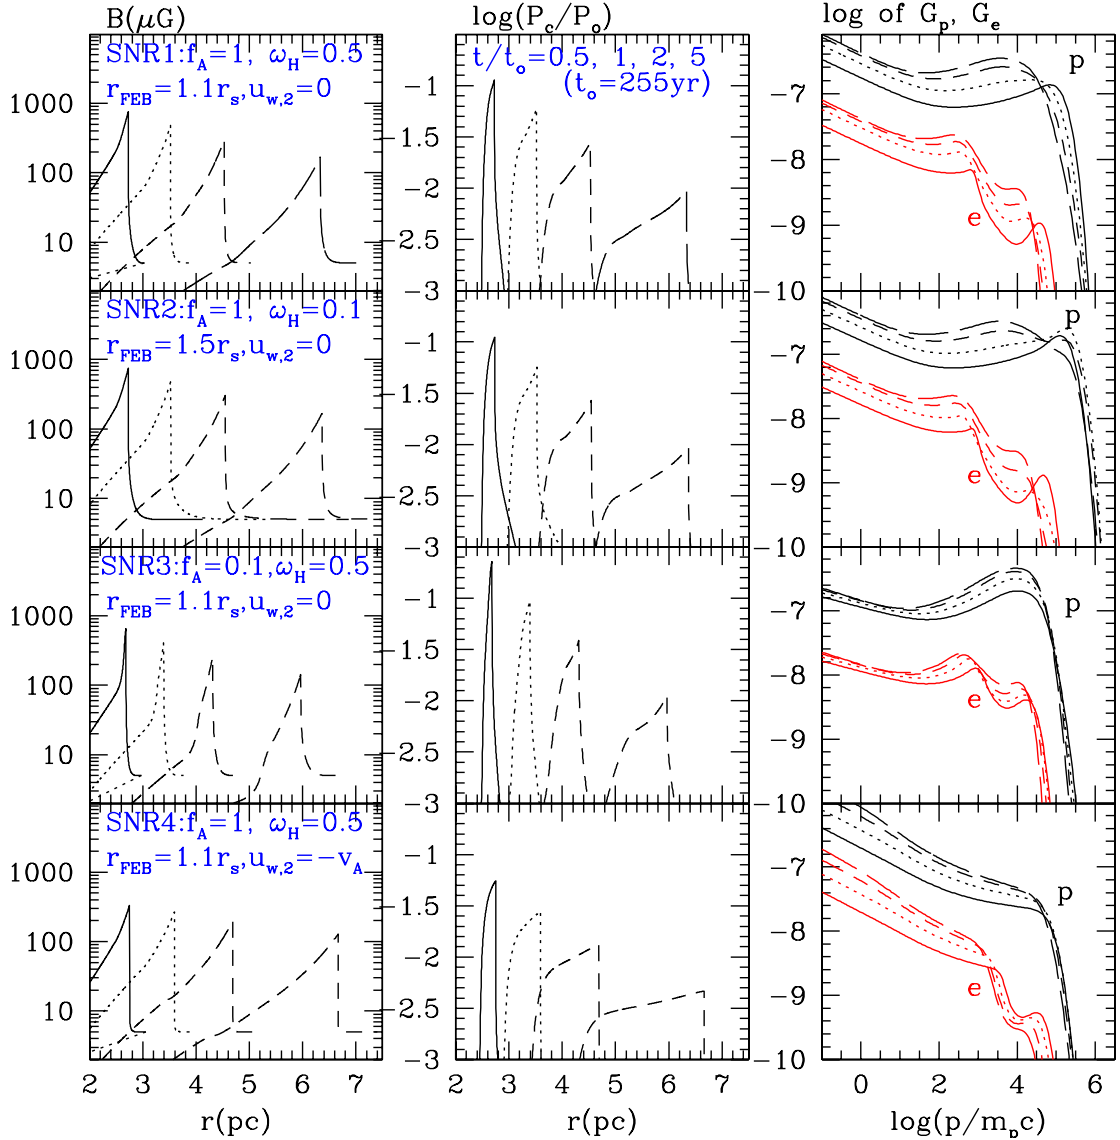 B(μG)
log(P_c/P_o)
log of G_p, G_e
SNR1:f_A=1, ω_H=0.5
r_FEB=1.1r_s,u_w,2=0
t/t_o=0.5, 1, 2, 5
(t_o=255yr)
p
e
1000
100
10
−1
−1.5
−2
−2.5
−3
−7
−8
−9
−10
SNR2:f_A=1, ω_H=0.1
r_FEB=1.5r_s,u_w,2=0
p
e
1000
100
10
−1
−1.5
−2
−2.5
−3
−7
−8
−9
−10
SNR3:f_A=0.1,ω_H=0.5
r_FEB=1.1r_s,u_w,2=0
p
e
1000
100
10
−1
−1.5
−2
−2.5
−3
−7
−8
−9
−10
SNR4:f_A=1, ω_H=0.5
r_FEB=1.1r_s,u_w,2=−v_A
p
e
1000
100
10
−1
−1.5
−2
−2.5
−3
−7
−8
−9
−10
2 3 4 5 6 7
2 3 4 5 6 7
0 2 4 6
r(pc)
r(pc)
log(p/m_pc)